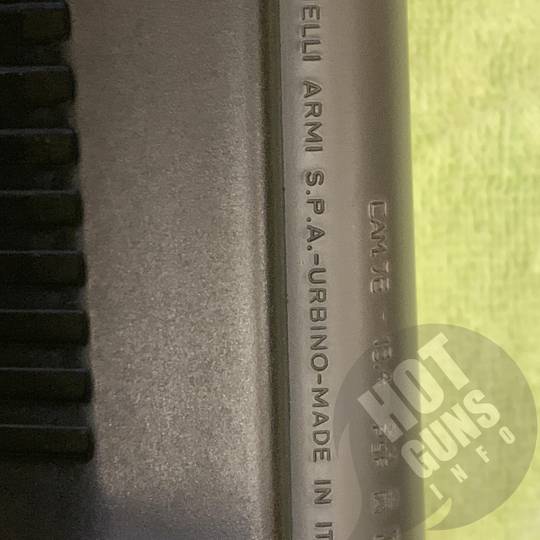 ELLI ARMI S.P.A.-URBINO-MADE IN IT
HOT
GUNS
INFO